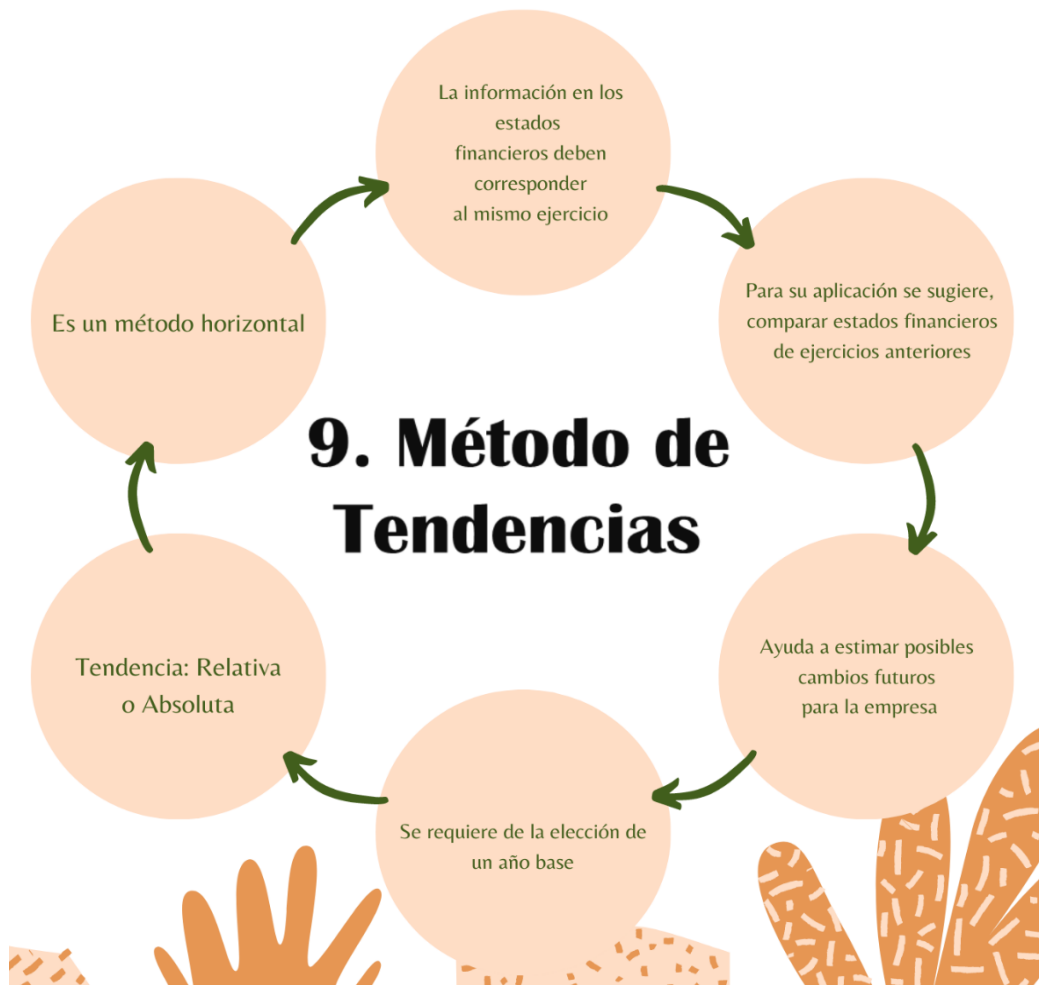 La información en los
estados
financieros deben
corresponder
al mismo ejercicio
Para su aplicación se sugiere,
comparar estados financieros
de ejercicios anteriores
Es un método horizontal
9. Método de
Tendencias
Ayuda a estimar posibles
cambios futuros
para la empresa
Tendencia: Relativa
o Absoluta
Se requiere de la elección de
un año base